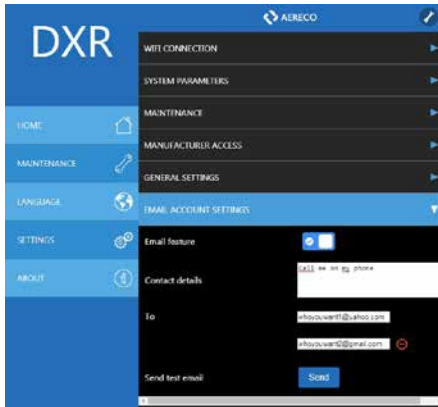 DXR
AERECO
WIFI CONNECTION
SYSTEM PARAMETERS
MAINTENANCE
MANUFACTURER ACCESS
GENERAL SETTINGS
EMAIL ACCOUNT SETTINGS
HOME
MAINTENANCE
LANGUAGE
SETTINGS
ABOUT
Email feature
Contact details
Call me on my phone
To
whoyouwant1@yahoo.com
whoyouwant2@gmail.com
Send test email
Send